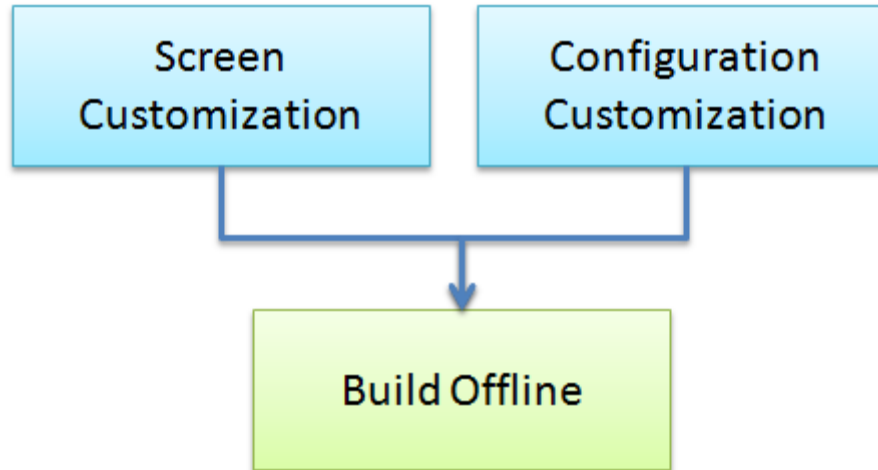 Screen
Customization
Configuration
Customization
Build Offline